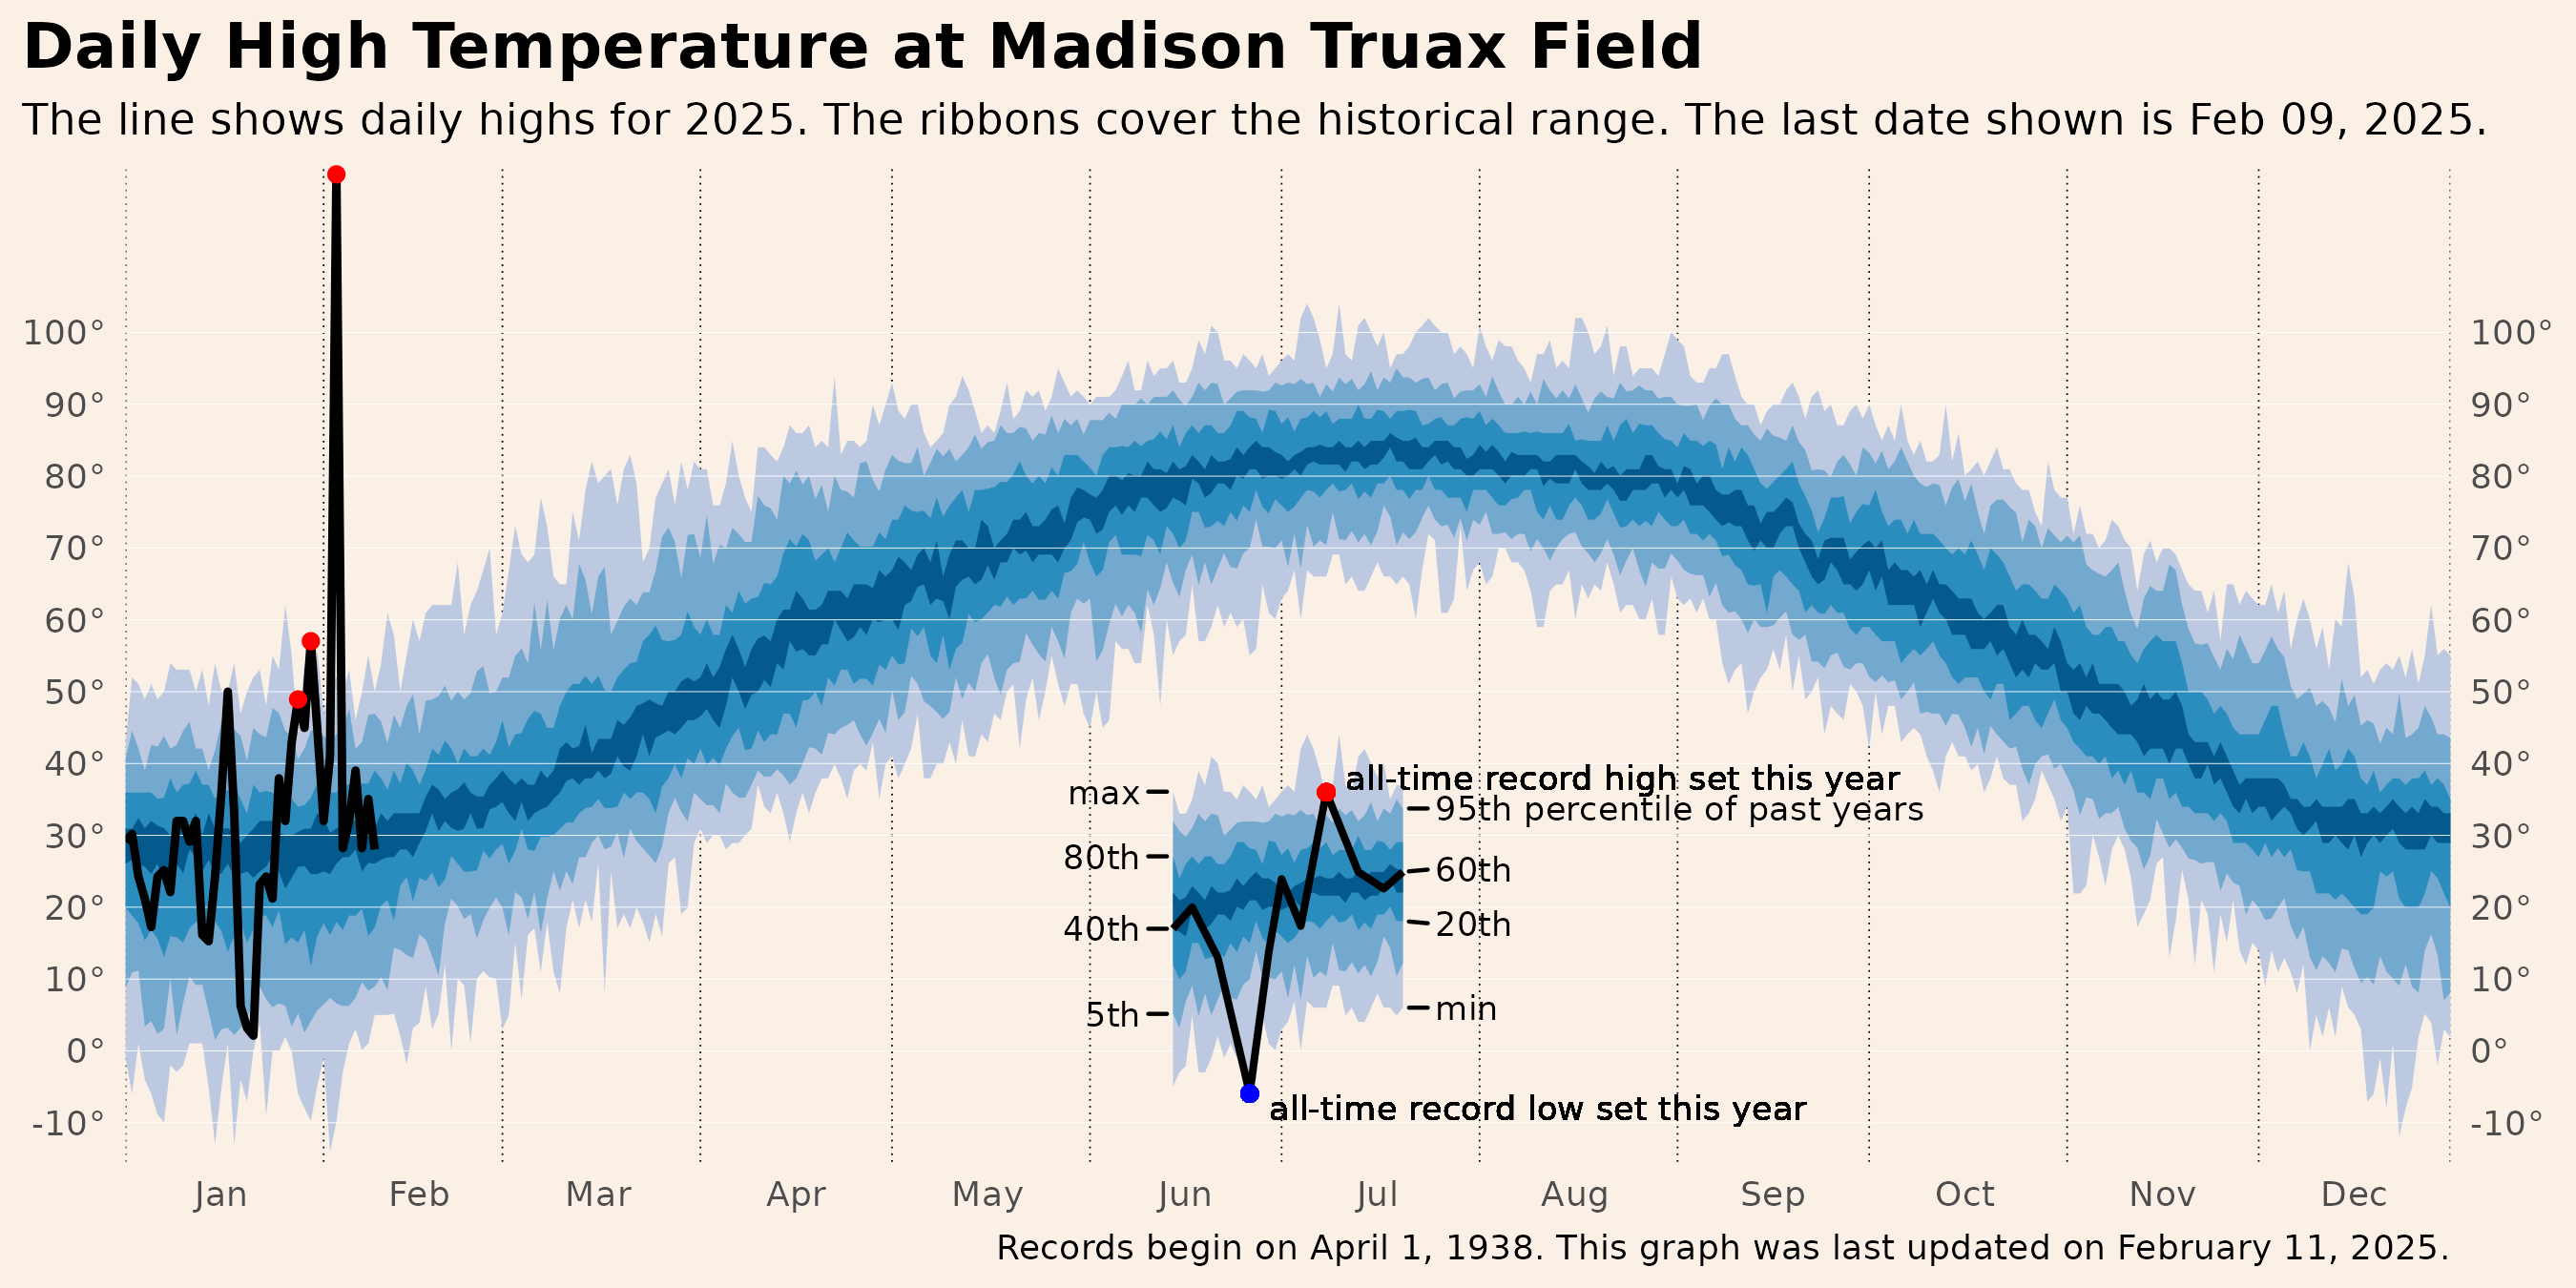 Daily High Temperature at Madison Truax Field
The line shows daily highs for 2025. The ribbons cover the historical range. The last date shown is Feb 09, 2025.
100° 100°
90° 90°
80° 80°
70° 70°
60° 60°
50° 50°
40° 40°
30° 30°
20° 20°
10° 10°
0° 0°
-10° -10°
all-time record high set this year
max
95th percentile of past years
80th
60th
40th
20th
5th
min
all-time record low set this year
Jan Feb Mar Apr May Jun Jul Aug Sep Oct Nov Dec
Records begin on April 1, 1938. This graph was last updated on February 11, 2025.